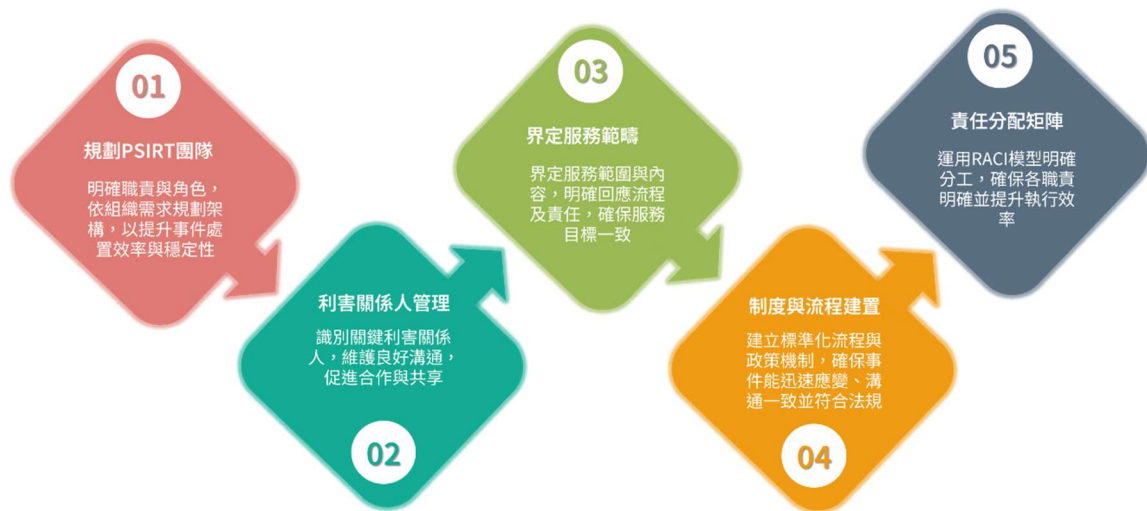 01
規劃PSIRT團隊
明確職責與角色，
依組織需求規劃架
構，以提升事件處
置效率與穩定性
利害關係人管理
識別關鍵利害關係
人，維護良好溝通，
促進合作與共享
02
03
界定服務範疇
界定服務範圍與內
容，明確回應流程
及責任，確保服務
目標一致
制度與流程建置
建立標準化流程與
政策機制，確保事
件能迅速應變、溝
通一致並符合法規
04
05
責任分配矩陣
運用RACI模型明確
分工，確保各職責
明確並提升執行效
率